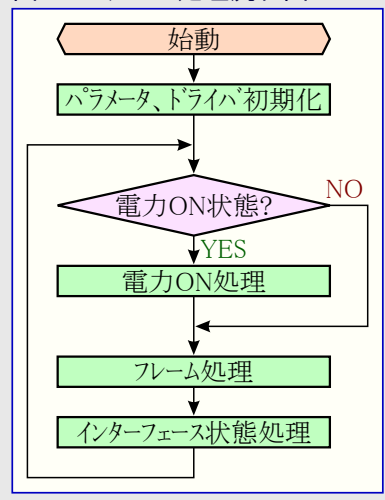 始動
パラメータ、ドライバ初期化
電力ON状態?
NO
YES
電力ON処理
フレーム処理
インターフェース状態処理